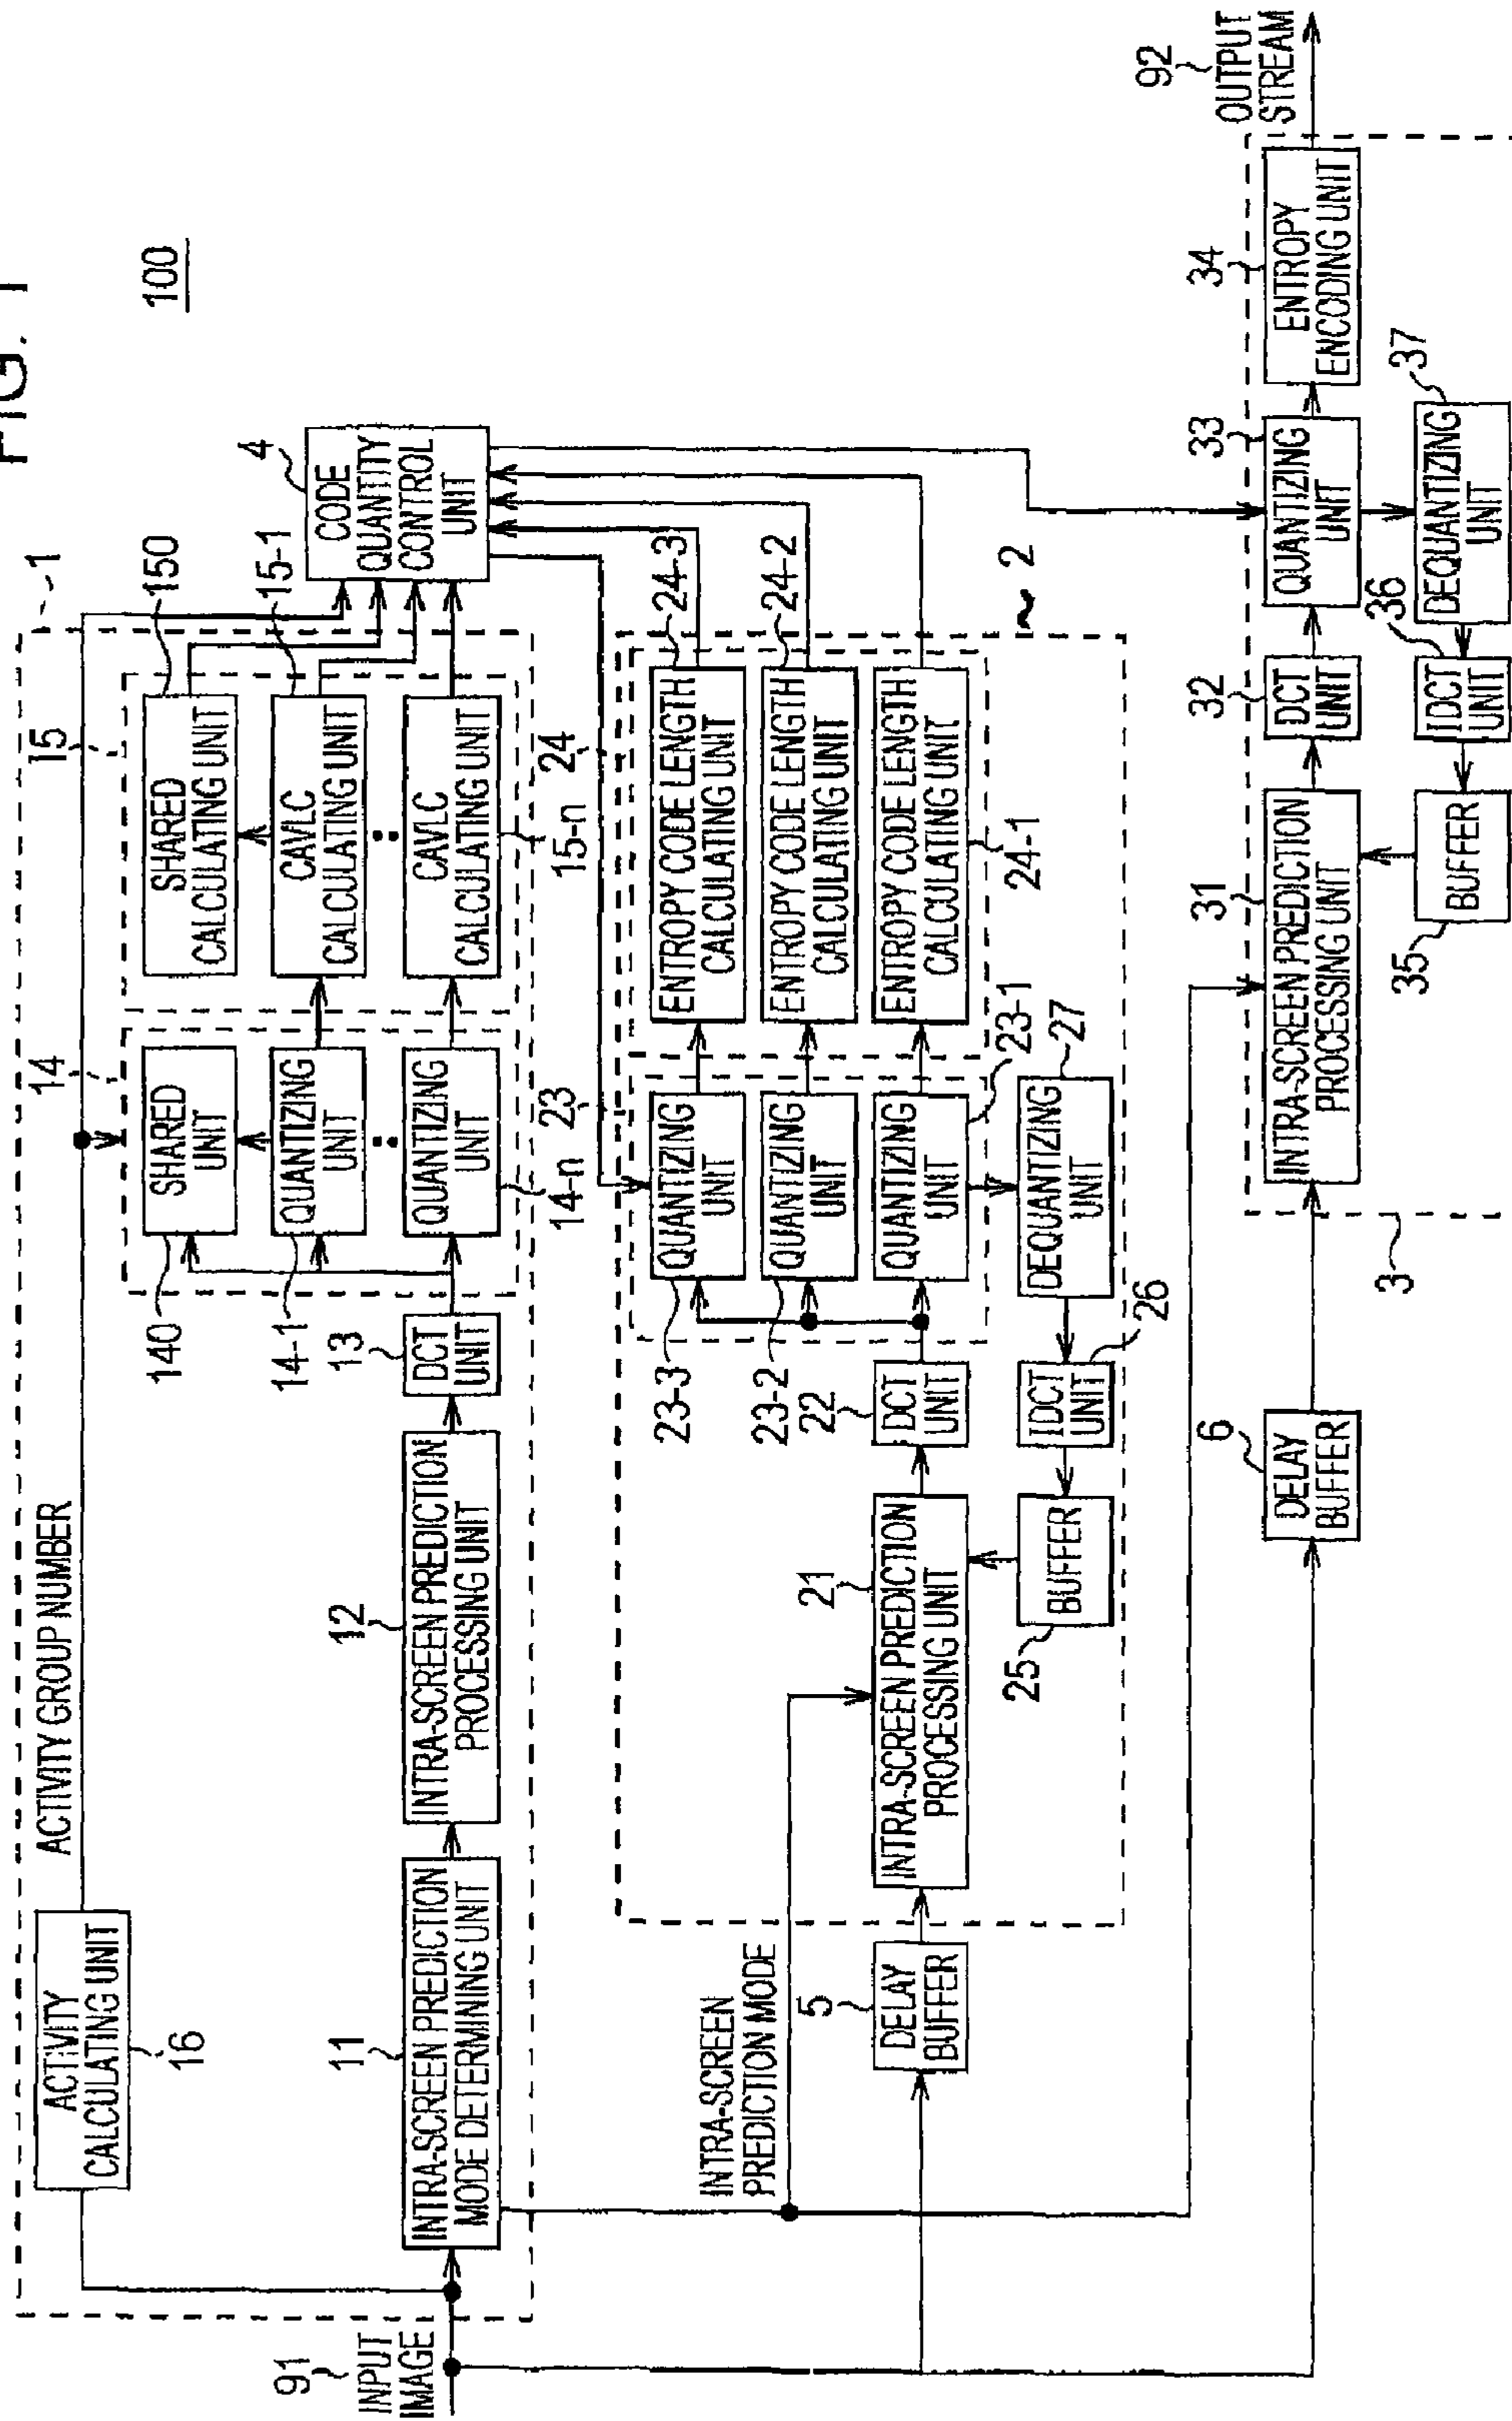 FIG. 1
100
91
INPUT
IMAGE
ACTIVITY
CALCULATING UNIT
16
ACTIVITY GROUP NUMBER
11
INTRA-SCREEN PREDICTION
MODE DETERMINING UNIT
12
INTRA-SCREEN PREDICTION
PROCESSING UNIT
13
DCT
UNIT
14
140
SHARED
UNIT
14-1
QUANTIZING
UNIT
14-n
QUANTIZING
UNIT
15
150
SHARED
CALCULATING UNIT
15-1
CAVLC
CALCULATING UNIT
15-n
CAVLC
CALCULATING UNIT
1
4
CODE
QUANTITY
CONTROL
UNIT
INTRA-SCREEN
PREDICTION MODE
5
DELAY
BUFFER
21
INTRA-SCREEN PREDICTION
PROCESSING UNIT
22
DCT
UNIT
23
23-3
QUANTIZING
UNIT
23-2
QUANTIZING
UNIT
23-1
QUANTIZING
UNIT
24
24-3
ENTROPY CODE LENGTH
CALCULATING UNIT
24-2
ENTROPY CODE LENGTH
CALCULATING UNIT
24-1
ENTROPY CODE LENGTH
CALCULATING UNIT
2
25
BUFFER
26
IDCT
UNIT
27
DEQUANTIZING
UNIT
6
DELAY
BUFFER
3
31
INTRA-SCREEN PREDICTION
PROCESSING UNIT
32
DCT
UNIT
33
QUANTIZING
UNIT
34
ENTROPY
ENCODING UNIT
92
OUTPUT
STREAM
35
BUFFER
36
IDCT
UNIT
37
DEQUANTIZING
UNIT